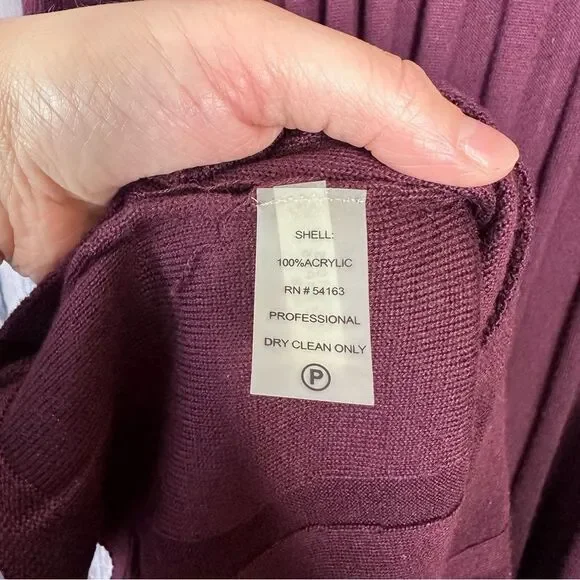 SHELL:
100%ACRYLIC
RN # 54163
PROFESSIONAL
DRY CLEAN ONLY
P